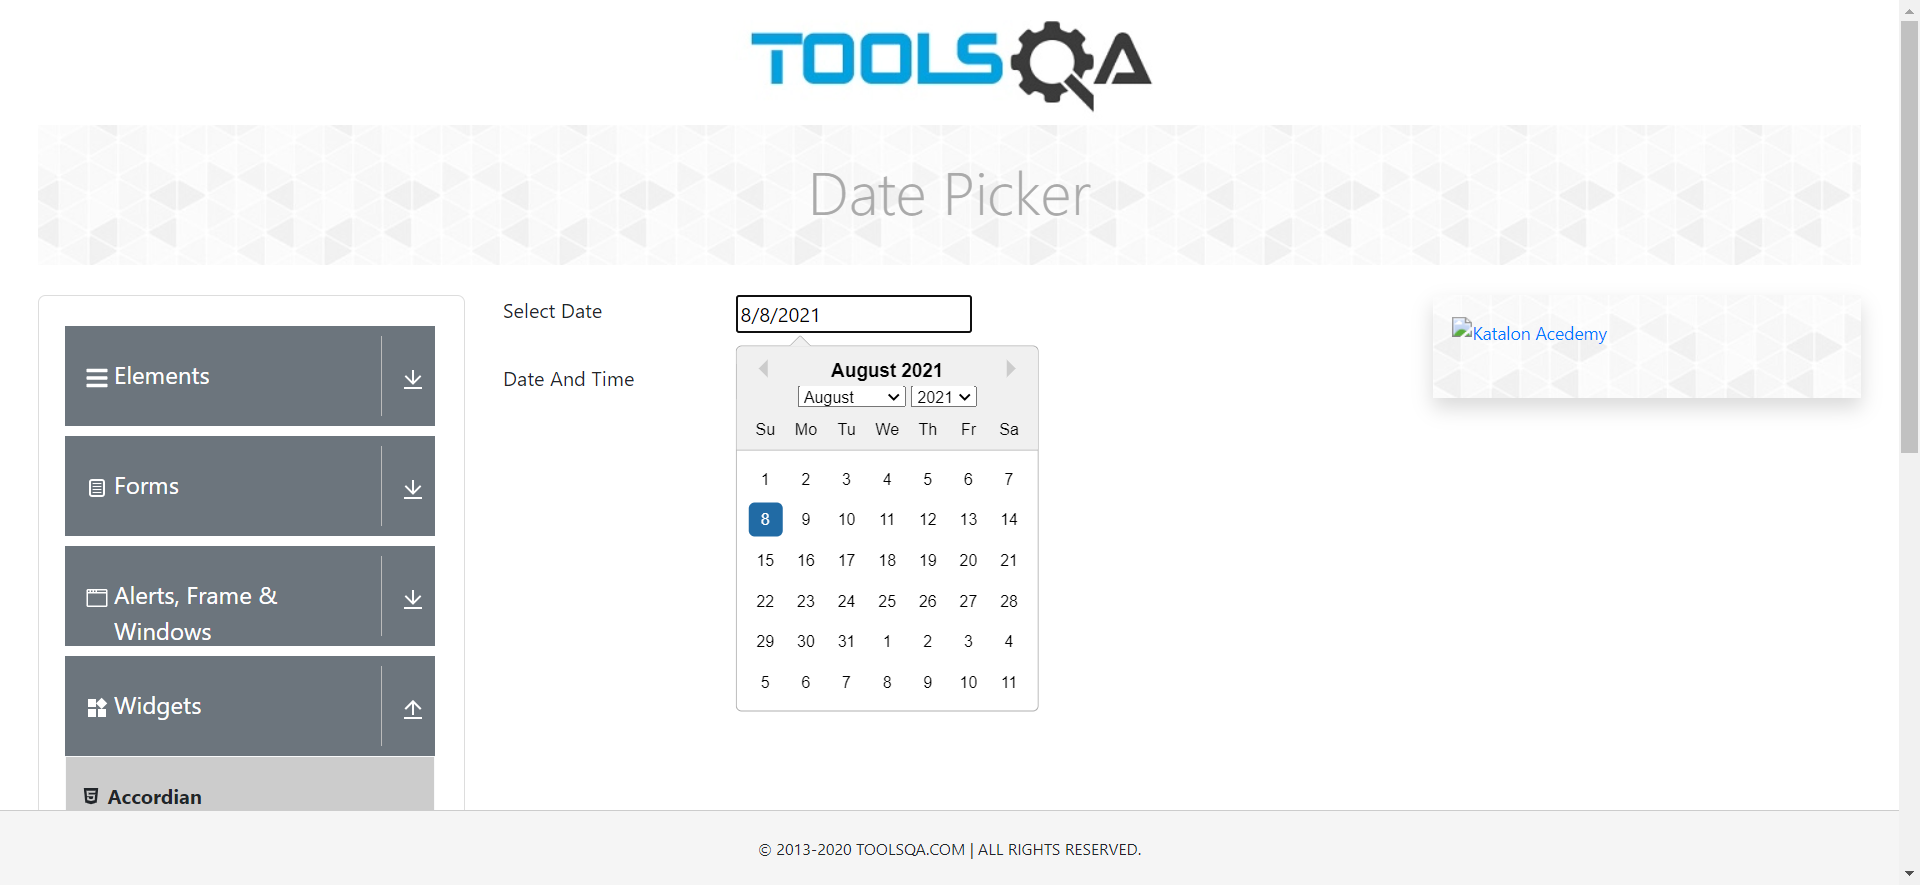 TOOLSQA
Date Picker
Elements
Forms
Alerts, Frame &
Windows
Widgets
Accordian
Select Date
8/8/2021
Date And Time
August 2021
August 2021
Su Mo Tu We Th Fr Sa
1 2 3 4 5 6 7
8 9 10 11 12 13 14
15 16 17 18 19 20 21
22 23 24 25 26 27 28
29 30 31 1 2 3 4
5 6 7 8 9 10 11
Katalon Acedemy
© 2013-2020 TOOLSQA.COM | ALL RIGHTS RESERVED.